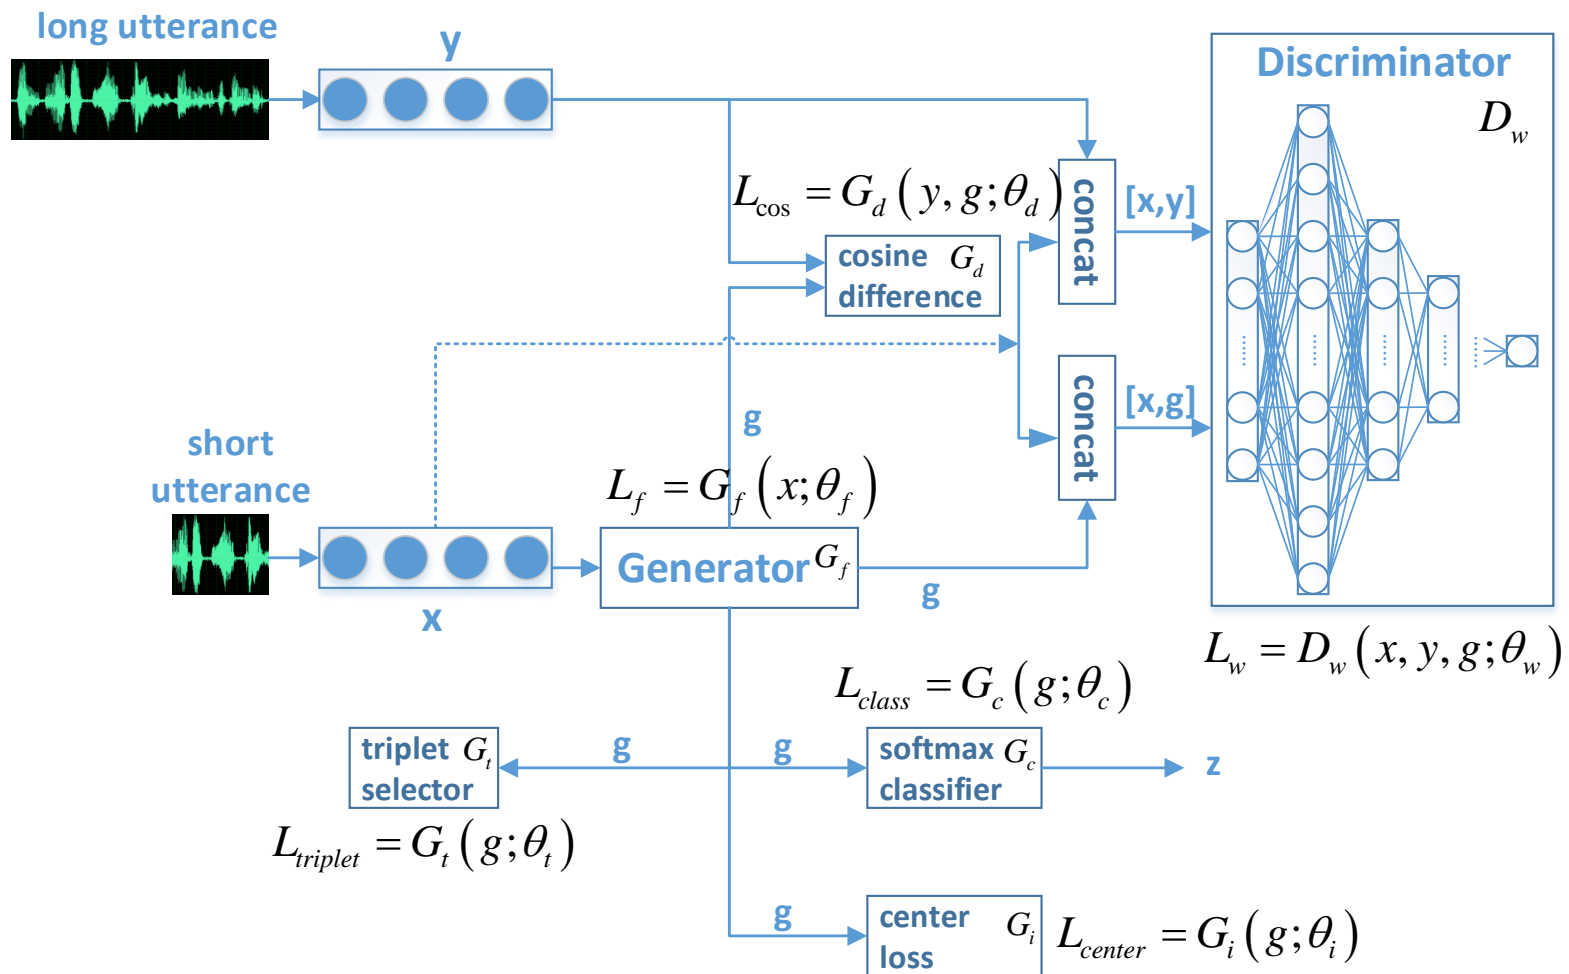 long utterance
y
Discriminator
D_w
L_cos = G_d ( y, g; θ_d )
concat
[x,y]
cosine G_d
difference
concat
[x,g]
g
short
utterance
L_f = G_f ( x; θ_f )
Generator G_f
g
x
L_w = D_w ( x, y, g; θ_w )
L_class = G_c ( g; θ_c )
triplet G_t
selector
g
g
softmax G_c
classifier
z
L_triplet = G_t ( g; θ_t )
g
center G_i
loss
L_center = G_i ( g; θ_i )